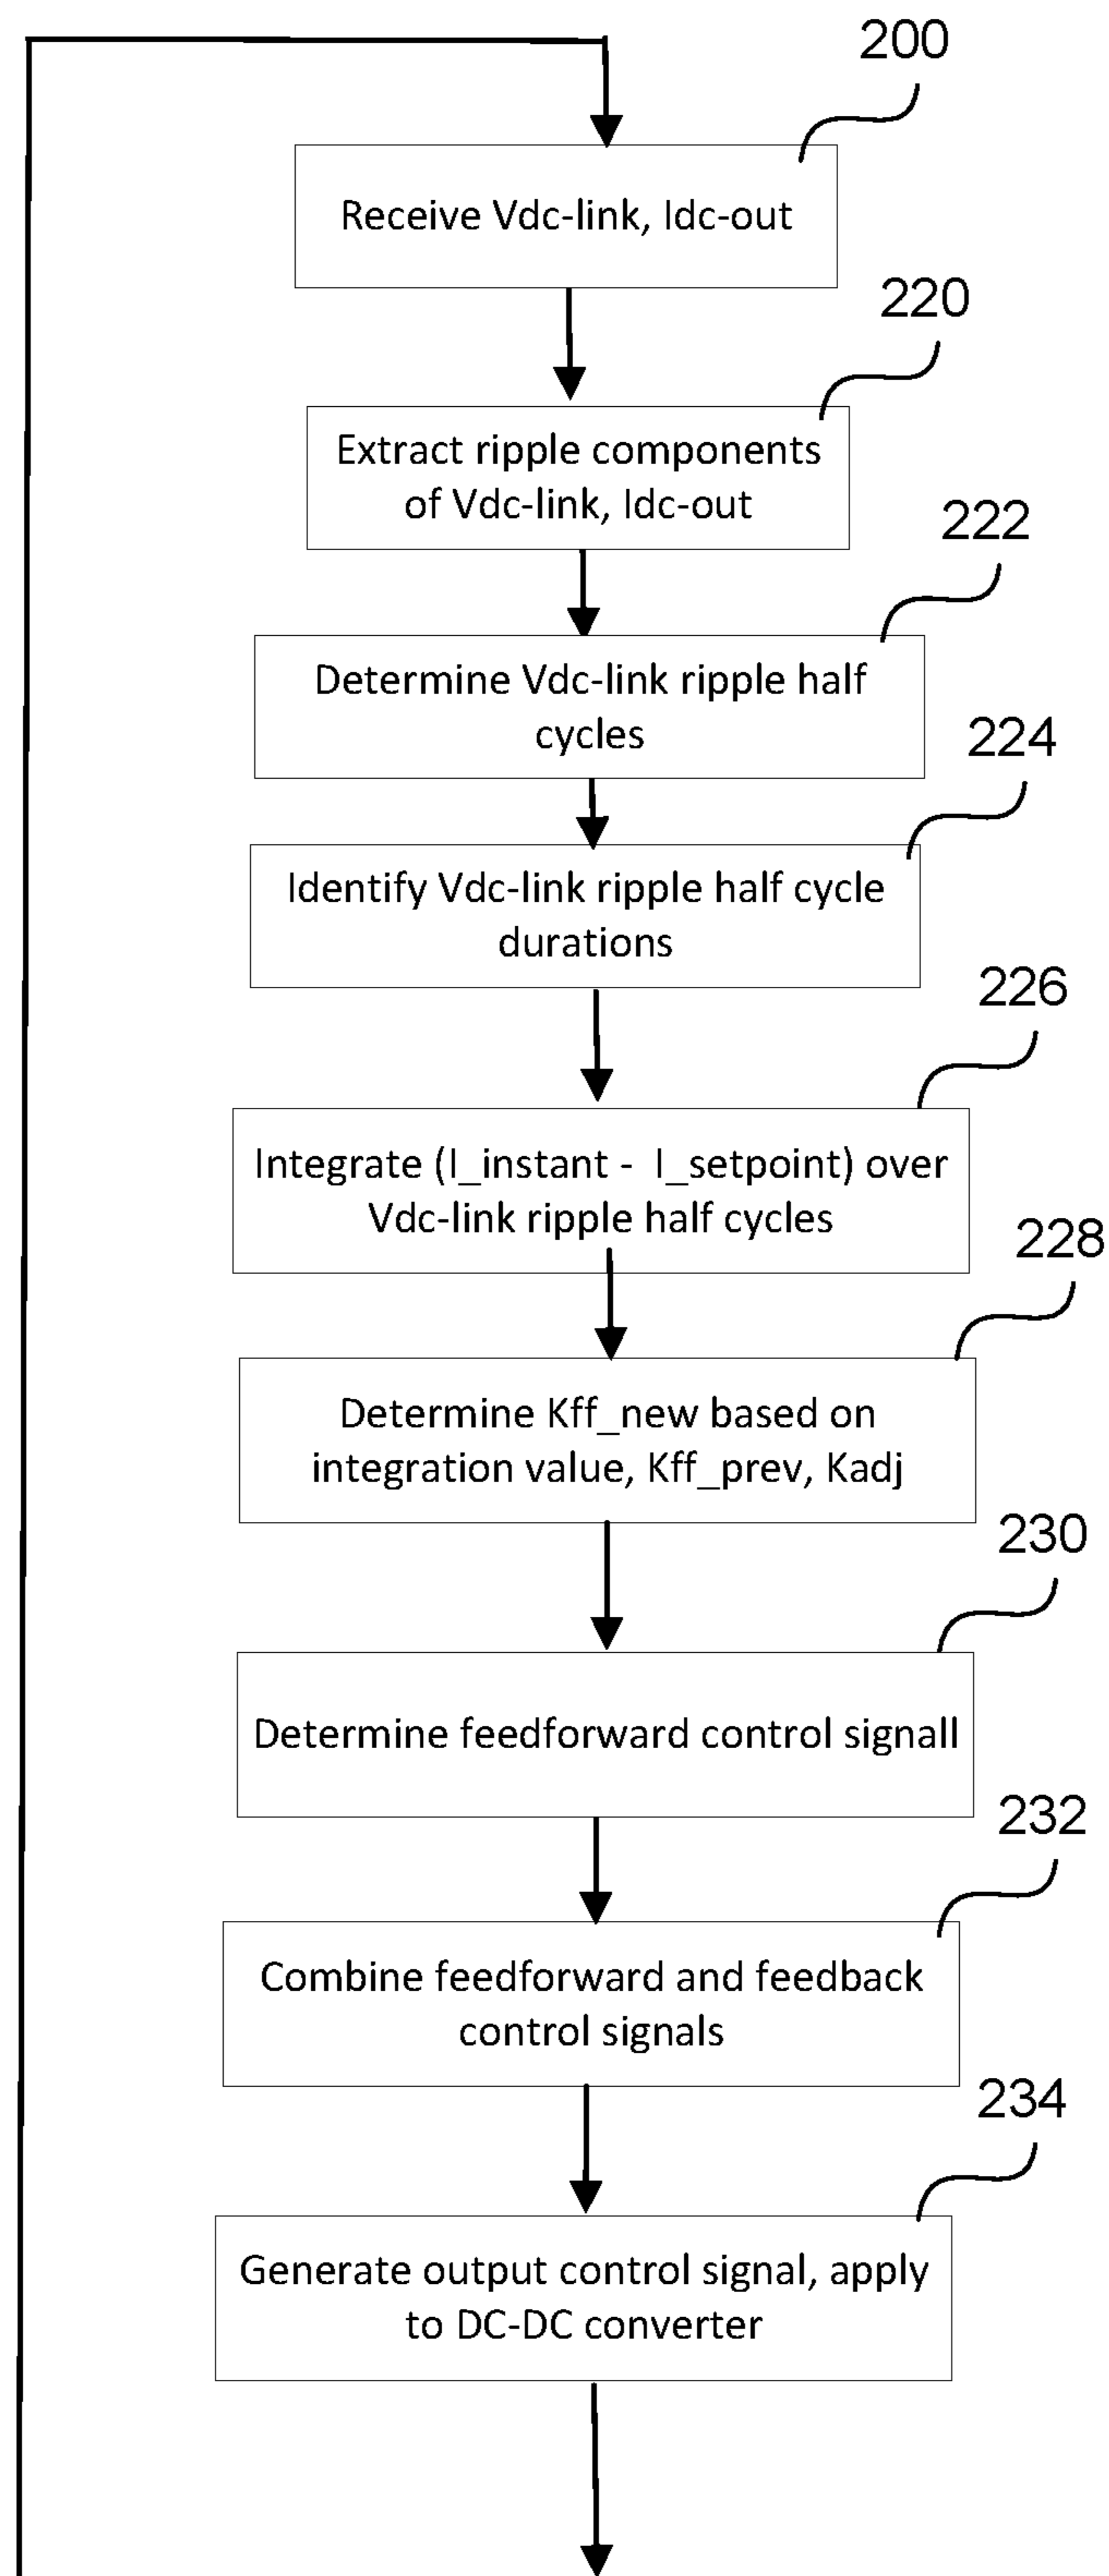 200
Receive Vdc-link, Idc-out
220
Extract ripple components
of Vdc-link, Idc-out
222
Determine Vdc-link ripple half
cycles
224
Identify Vdc-link ripple half cycle
durations
226
Integrate (I_instant - I_setpoint) over
Vdc-link ripple half cycles
228
Determine Kff_new based on
integration value, Kff_prev, Kadj
230
Determine feedforward control signall
232
Combine feedforward and feedback
control signals
234
Generate output control signal, apply
to DC-DC converter